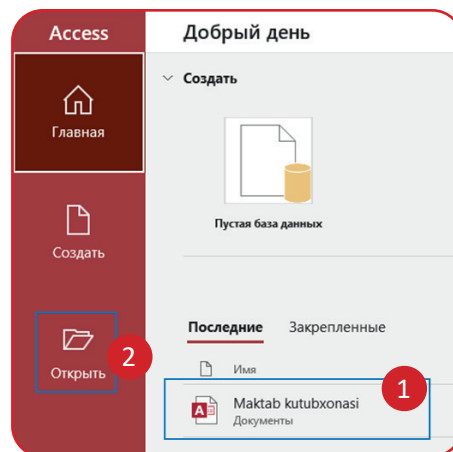 Access
Добрый день
Создать
Главная
Пустая база данных
Создать
Последние Закрепленные
Открыть
2
Имя
1
A
Maktab kutubxonasi
Документы